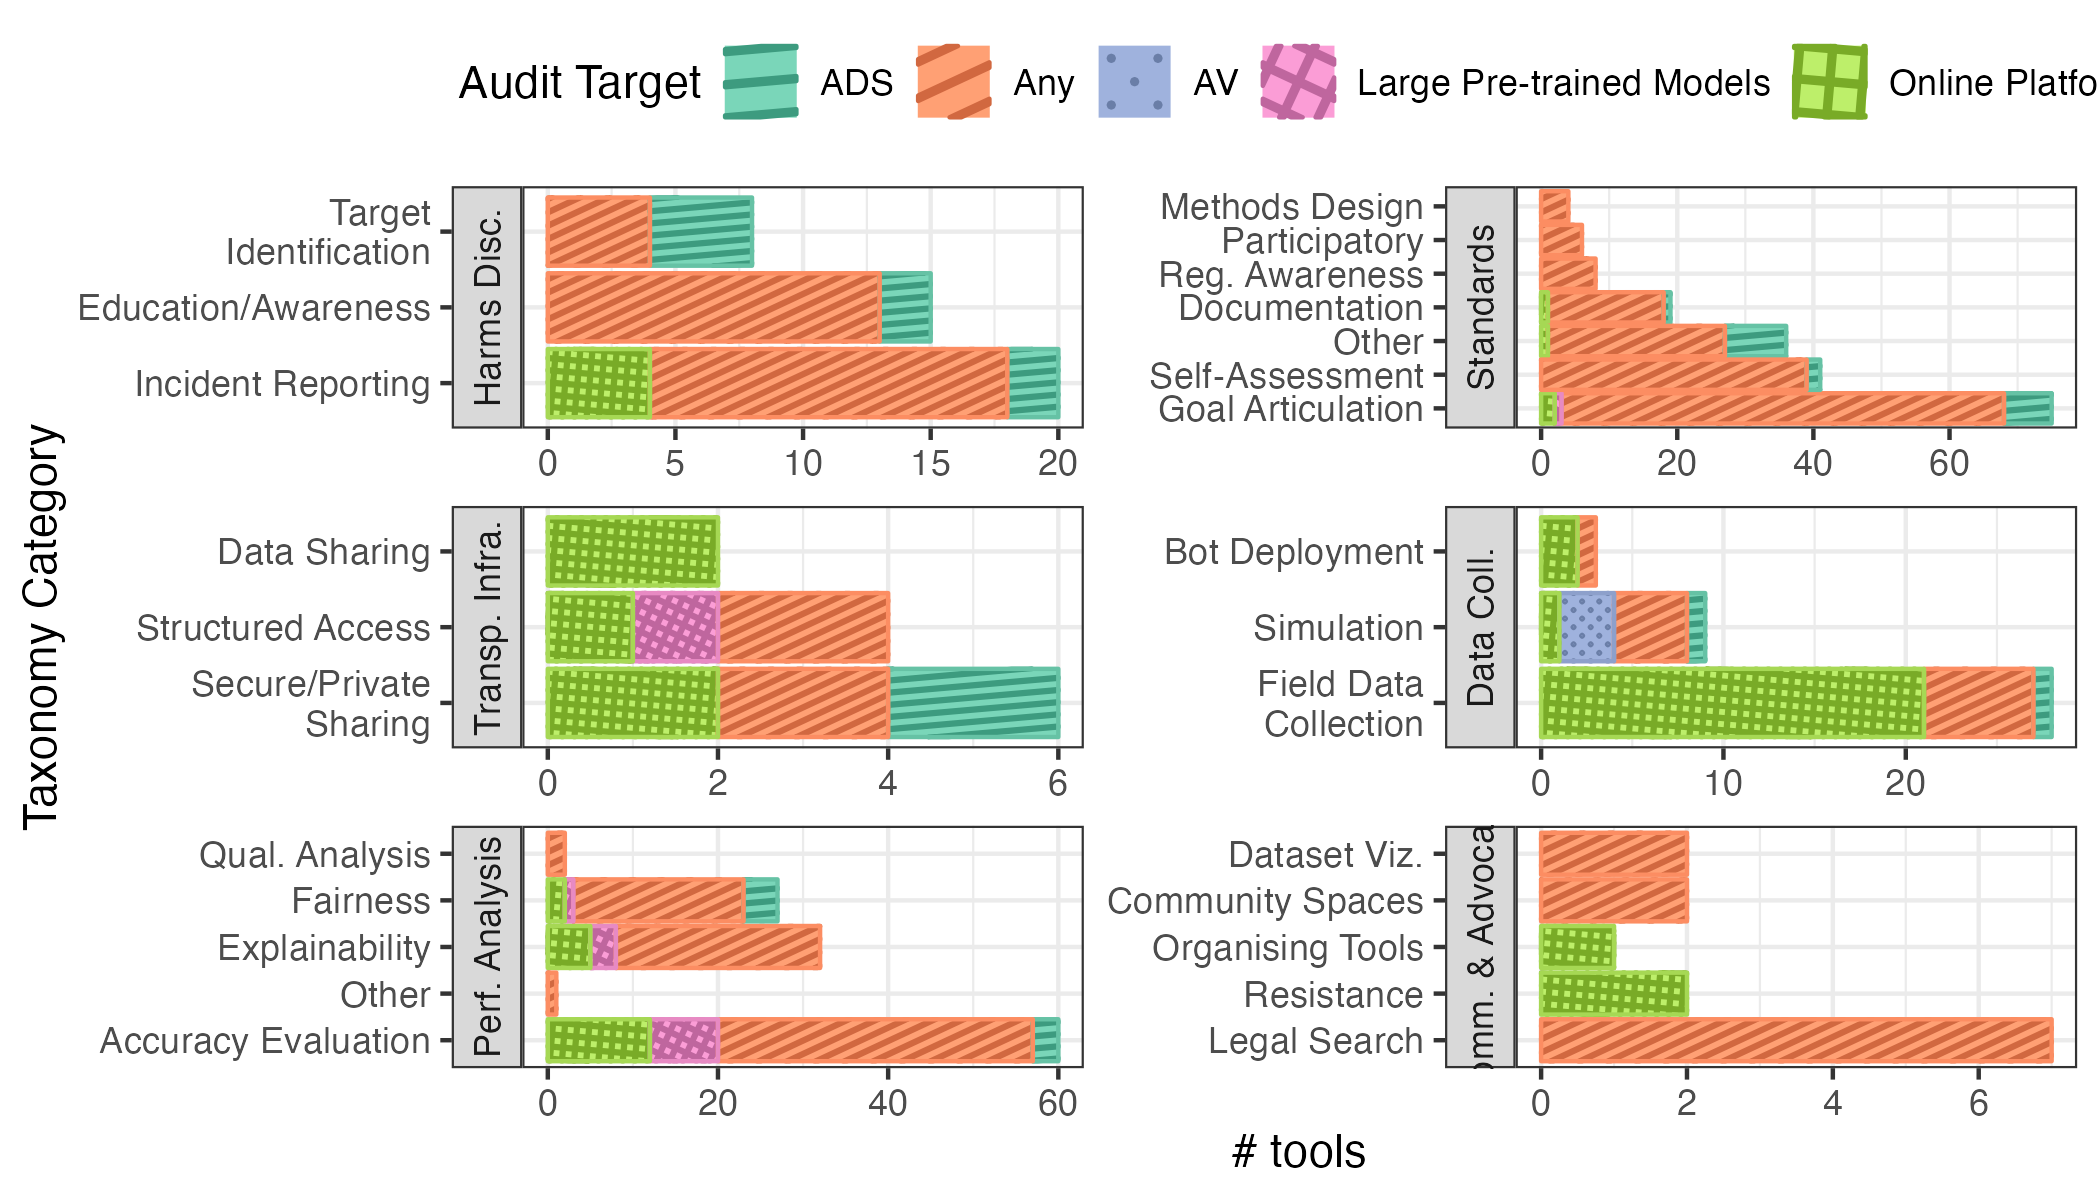 Audit Target ADS Any AV Large Pre-trained Models Online Platfo
Taxonomy Category
Target
Identification
Education/Awareness
Incident Reporting
Harms Disc.
0 5 10 15 20
Methods Design
Participatory
Reg. Awareness
Documentation
Other
Self-Assessment
Goal Articulation
Standards
0 20 40 60
Data Sharing
Structured Access
Secure/Private
Sharing
Transp. Infra.
0 2 4 6
Bot Deployment
Simulation
Field Data
Collection
Data Coll.
0 10 20
Qual. Analysis
Fairness
Explainability
Other
Accuracy Evaluation
Perf. Analysis
0 20 40 60
Dataset Viz.
Community Spaces
Organising Tools
Resistance
Legal Search
omm. & Advoca
0 2 4 6
# tools